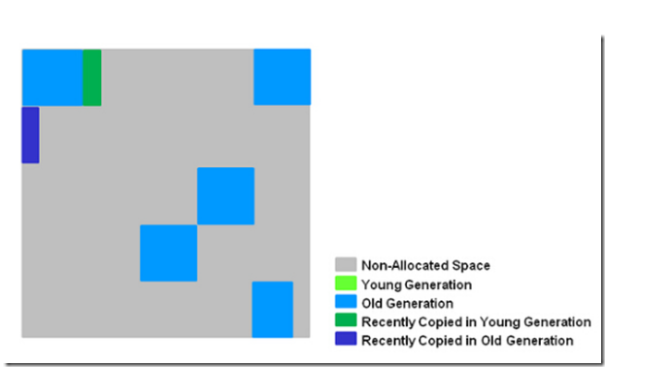 Non-Allocated Space
Young Generation
Old Generation
Recently Copied in Young Generation
Recently Copied in Old Generation